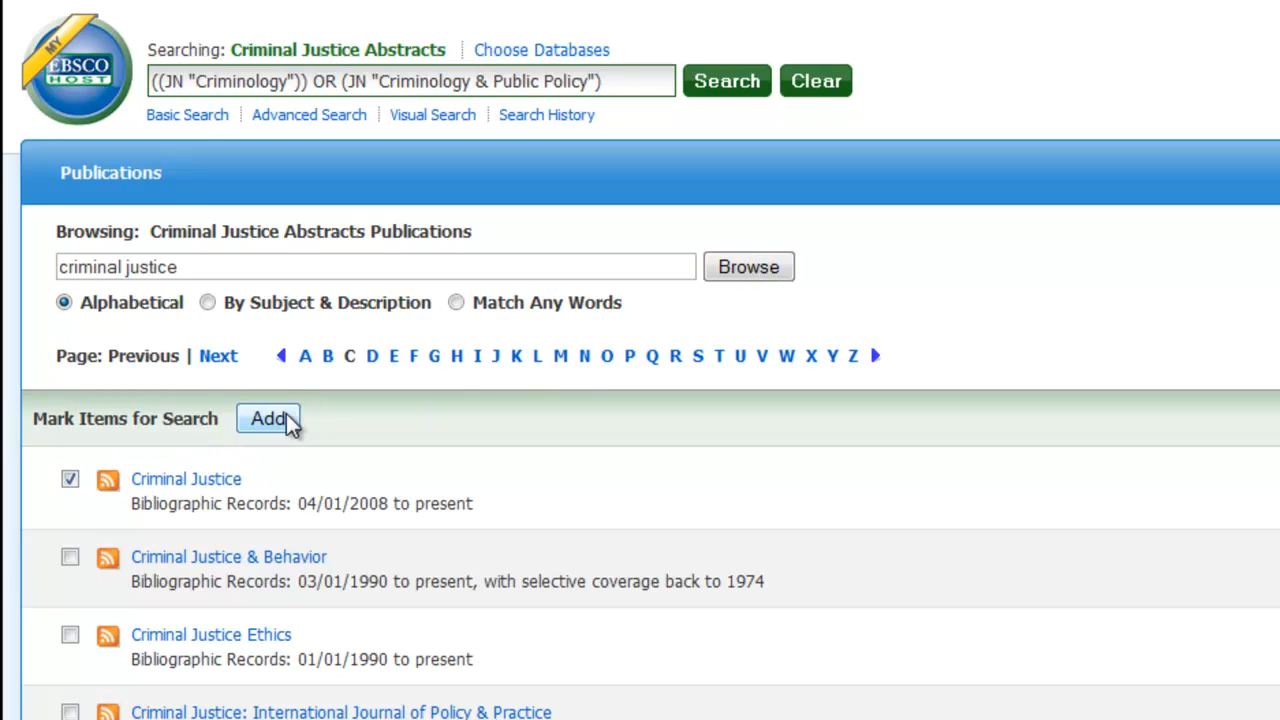 MY
EBSCO
HOST
Searching: Criminal Justice Abstracts Choose Databases
((JN "Criminology")) OR (JN "Criminology & Public Policy") Search Clear
Basic Search Advanced Search Visual Search Search History
Publications
Browsing: Criminal Justice Abstracts Publications
criminal justice Browse
Alphabetical By Subject & Description Match Any Words
Page: Previous | Next A B C D E F G H I J K L M N O P Q R S T U V W X Y Z
Mark Items for Search Add
Criminal Justice
Bibliographic Records: 04/01/2008 to present
Criminal Justice & Behavior
Bibliographic Records: 03/01/1990 to present, with selective coverage back to 1974
Criminal Justice Ethics
Bibliographic Records: 01/01/1990 to present
Criminal Justice: International Journal of Policy & Practice